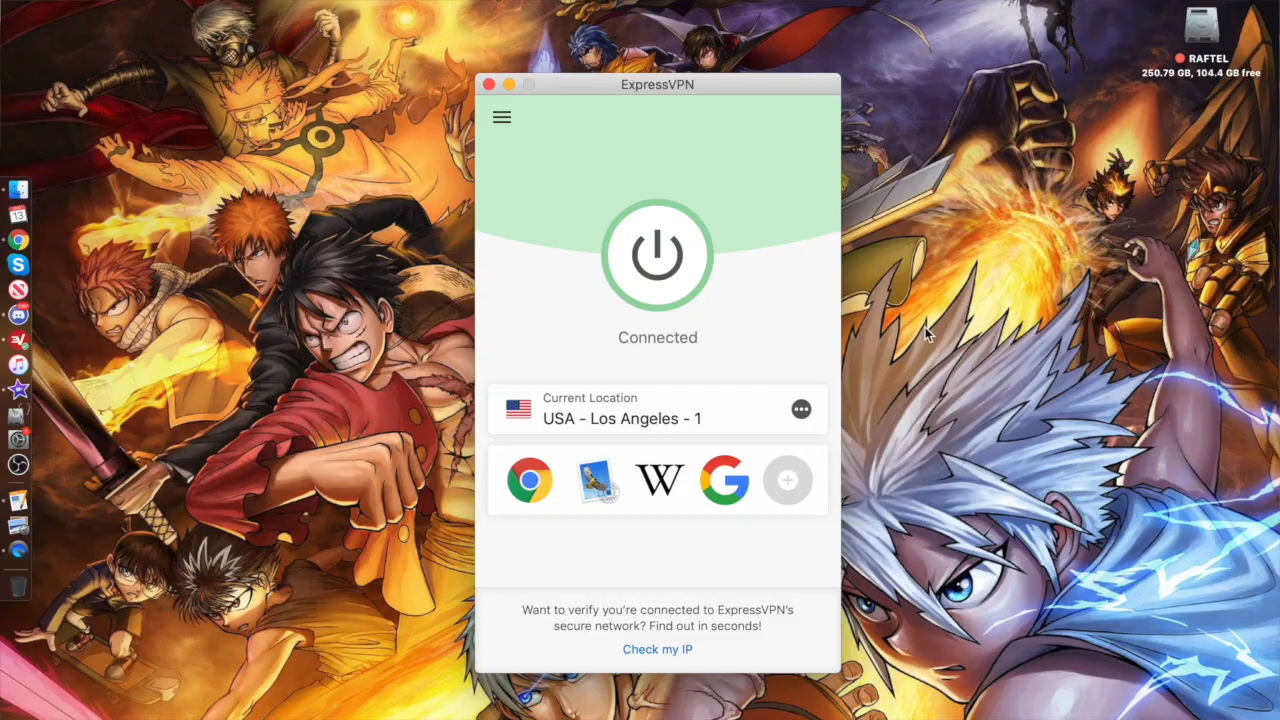 ExpressVPN
RAFTEL
250.79 GB, 104.4 GB free
13
Connected
Current Location
USA - Los Angeles - 1
W
Want to verify you're connected to ExpressVPN's
secure network? Find out in seconds!
Check my IP